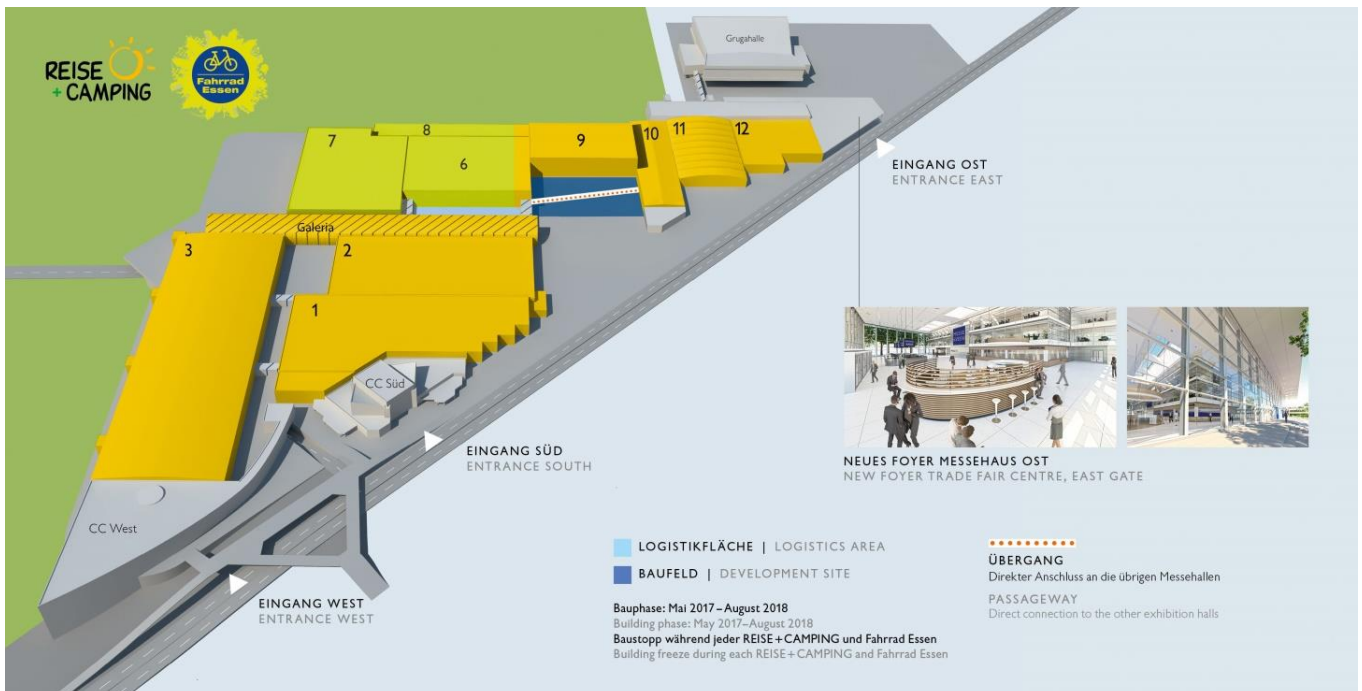 REISE
+ CAMPING
Fahrrad
Essen
Grugahalle
7
8
6
9
10
11
12
EINGANG OST
ENTRANCE EAST
Galeria
3
2
1
CC Süd
CC West
EINGANG SÜD
ENTRANCE SOUTH
EINGANG WEST
ENTRANCE WEST
NEUES FOYER MESSEHAUS OST
NEW FOYER TRADE FAIR CENTRE, EAST GATE
LOGISTIKFLÄCHE | LOGISTICS AREA
BAUFELD | DEVELOPMENT SITE
Bauphase: Mai 2017 – August 2018
Building phase: May 2017–August 2018
Baustopp während jeder REISE+CAMPING und Fahrrad Essen
Building freeze during each REISE+CAMPING and Fahrrad Essen
ÜBERGANG
Direkter Anschluss an die übrigen Messehallen
PASSAGEWAY
Direct connection to the other exhibition halls